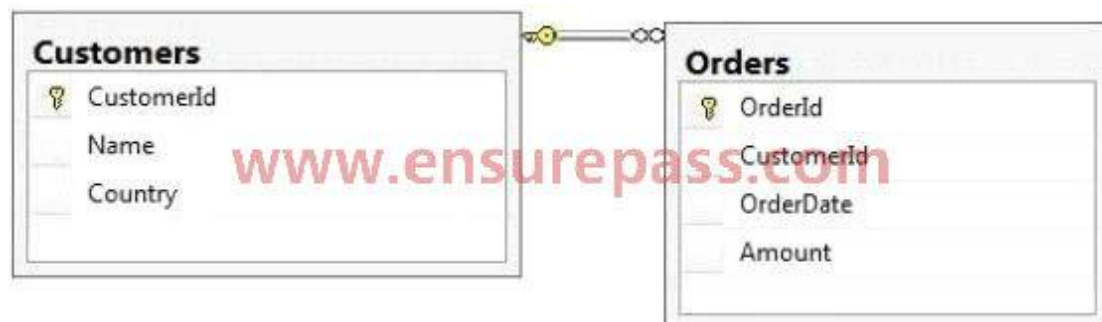 Customers
CustomerId
Name
Country
Orders
OrderId
CustomerId
OrderDate
Amount
www.ensurepass.com